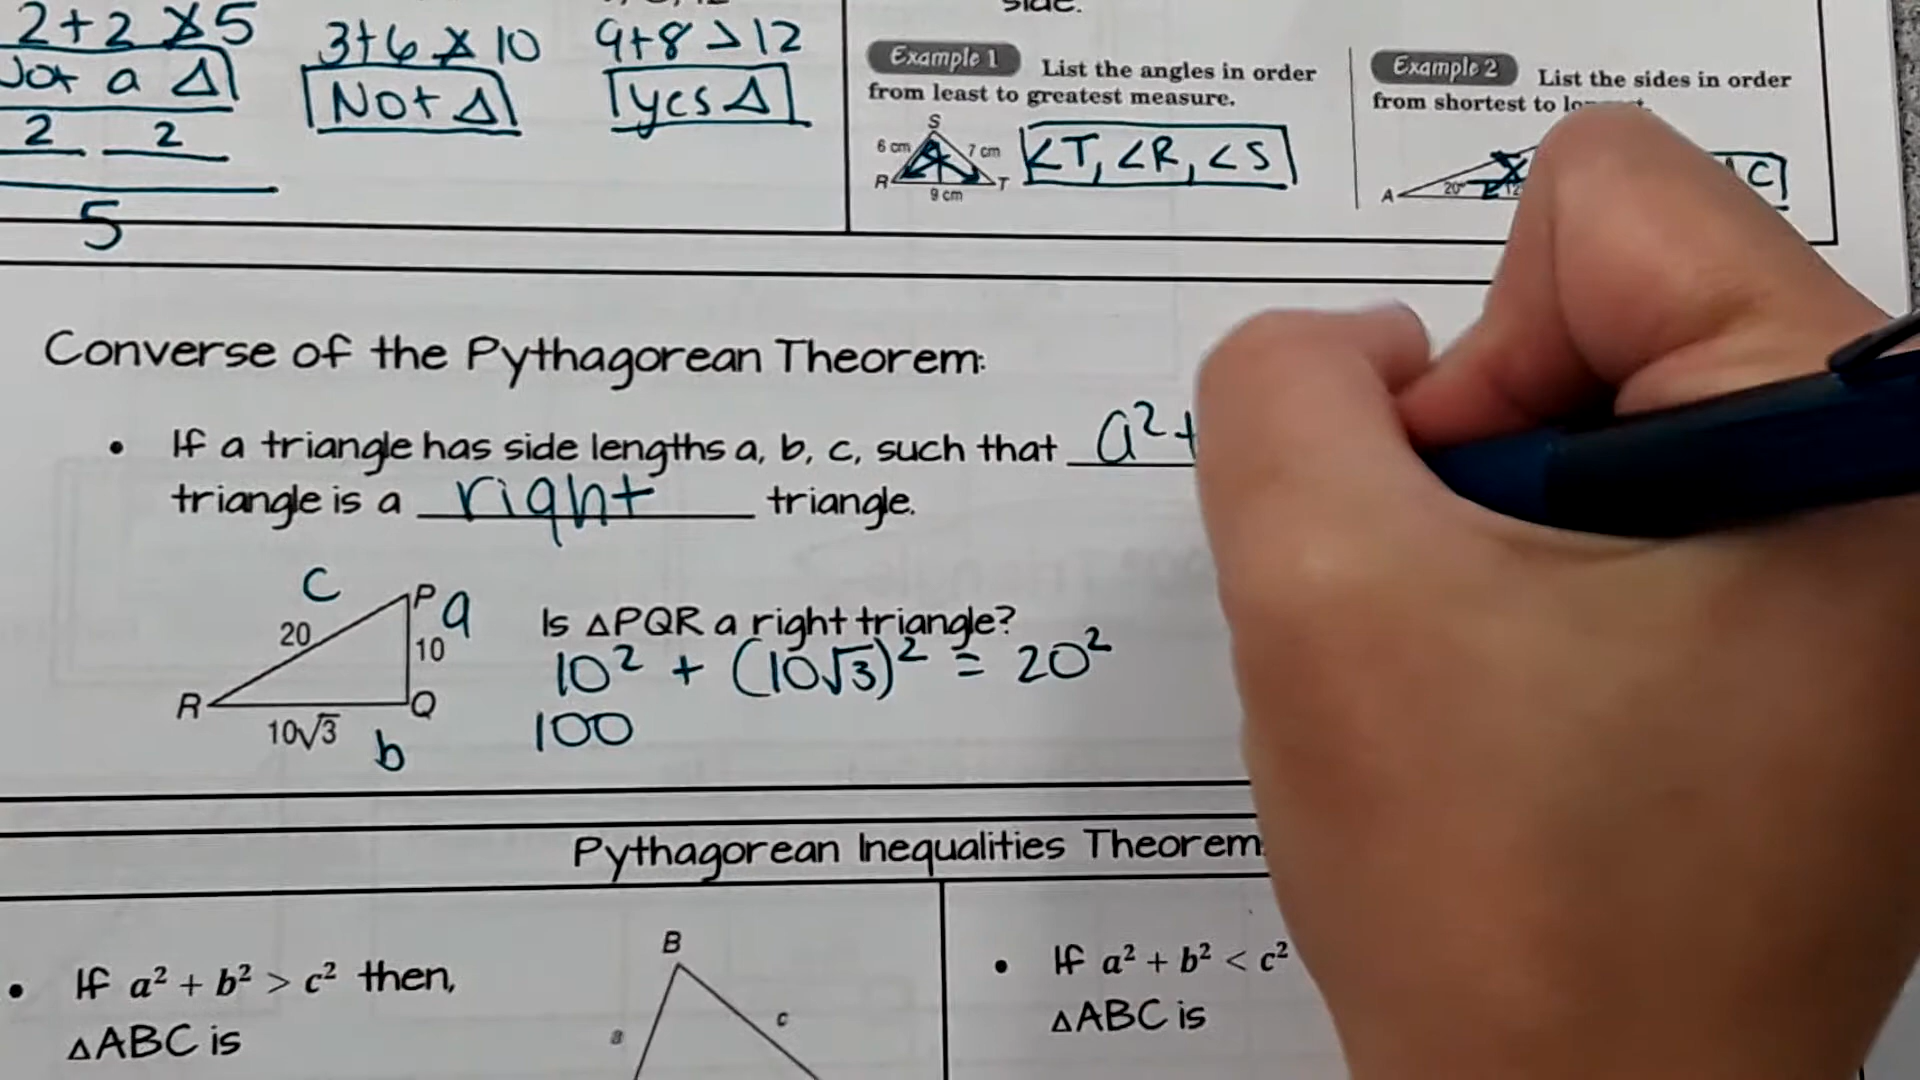 side.
2+2 ≯ 5
Not a Δ
2 2
5
3+6 ≯ 10
Not Δ
9+8 > 12
yes Δ
Example 1 List the angles in order
from least to greatest measure.
S
6 cm 7 cm
R T
9 cm
∠T, ∠R, ∠S
Example 2 List the sides in order
from shortest to
A 20°
C
Converse of the Pythagorean Theorem:
• If a triangle has side lengths a, b, c, such that a² +
triangle is a right triangle.
c
P a
20
10
R Q
10√3 b
Is ΔPQR a right triangle?
10² + (10√3)² = 20²
100
Pythagorean Inequalities Theorem
• If a² + b² > c² then,
ΔABC is
B
a c
• If a² + b² < c²
ΔABC is